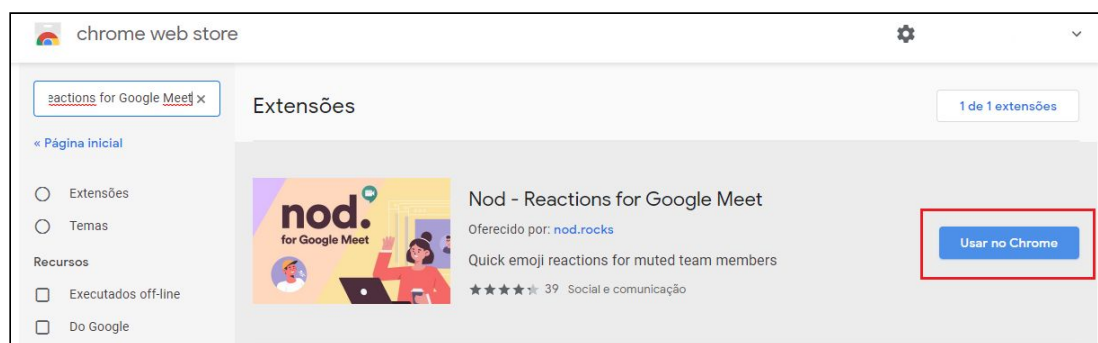 chrome web store
eactions for Google Meet ×
« Página inicial
Extensões
Temas
Recursos
Executados off-line
Do Google
Extensões
1 de 1 extensões
nod.
for Google Meet
Nod - Reactions for Google Meet
Oferecido por: nod.rocks
Quick emoji reactions for muted team members
39 Social e comunicação
Usar no Chrome